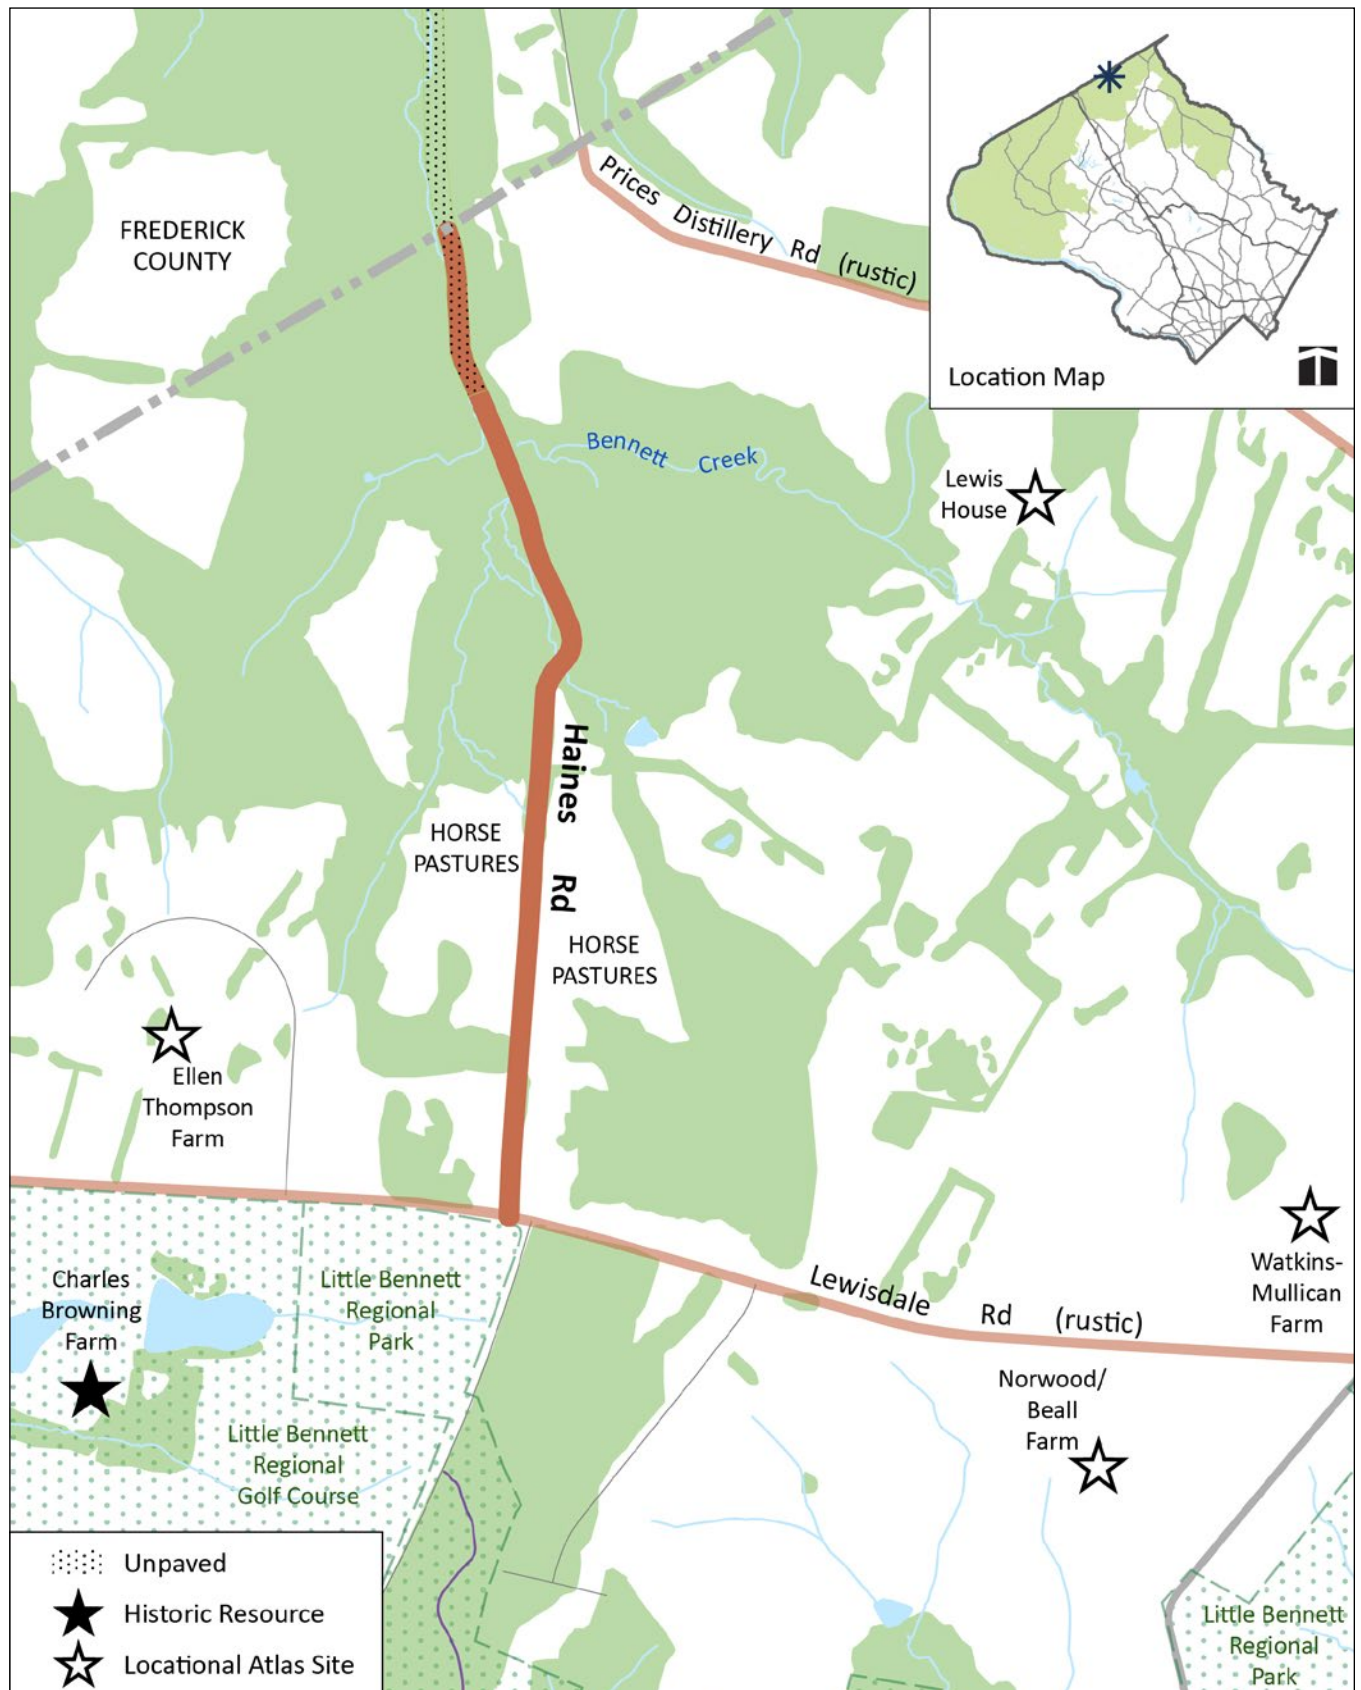 FREDERICK
COUNTY
Prices Distillery Rd (rustic)
Location Map
Bennett Creek
Lewis
House
Haines Rd
HORSE
PASTURES
HORSE
PASTURES
Ellen
Thompson
Farm
Charles
Browning
Farm
Little Bennett
Regional
Park
Little Bennett
Regional
Golf Course
Lewisdale Rd (rustic)
Watkins-
Mullican
Farm
Norwood/
Beall
Farm
Little Bennett
Regional
Park
Unpaved
Historic Resource
Locational Atlas Site